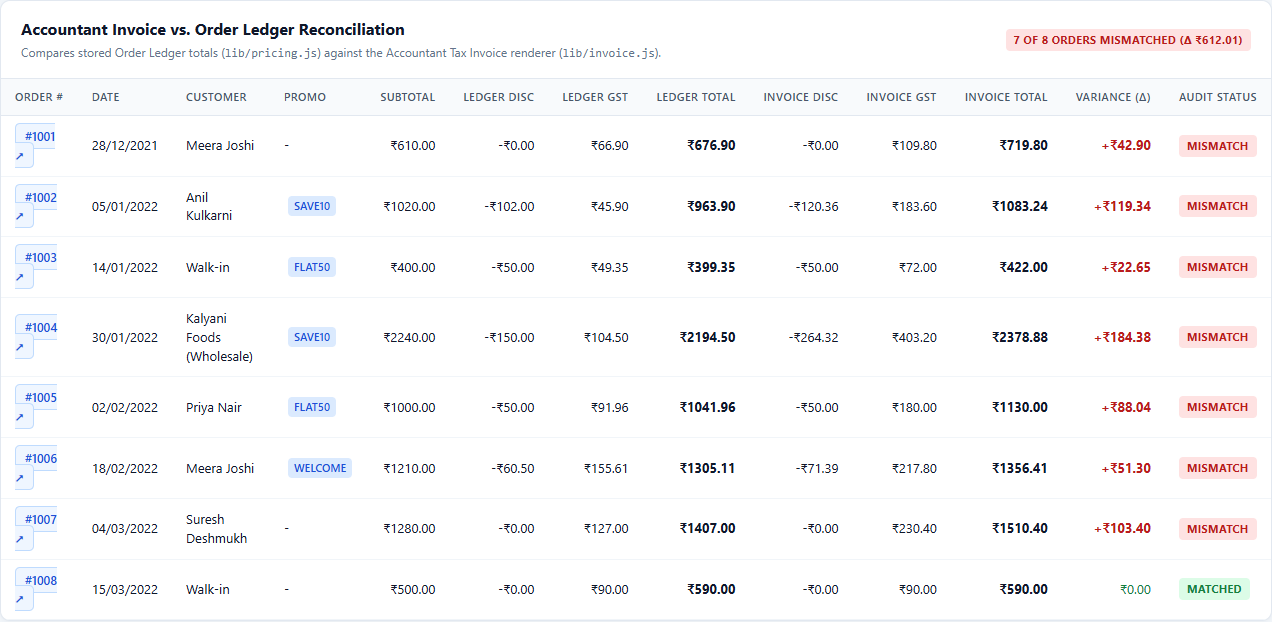 Accountant Invoice vs. Order Ledger Reconciliation
Compares stored Order Ledger totals (lib/pricing.js) against the Accountant Tax Invoice renderer (lib/invoice.js).
7 OF 8 ORDERS MISMATCHED (Δ ₹612.01)
ORDER # DATE CUSTOMER PROMO SUBTOTAL LEDGER DISC LEDGER GST LEDGER TOTAL INVOICE DISC INVOICE GST INVOICE TOTAL VARIANCE (Δ) AUDIT STATUS
#1001 ↗ 28/12/2021 Meera Joshi - ₹610.00 -₹0.00 ₹66.90 ₹676.90 -₹0.00 ₹109.80 ₹719.80 +₹42.90 MISMATCH
#1002 ↗ 05/01/2022 Anil Kulkarni SAVE10 ₹1020.00 -₹102.00 ₹45.90 ₹963.90 -₹120.36 ₹183.60 ₹1083.24 +₹119.34 MISMATCH
#1003 ↗ 14/01/2022 Walk-in FLAT50 ₹400.00 -₹50.00 ₹49.35 ₹399.35 -₹50.00 ₹72.00 ₹422.00 +₹22.65 MISMATCH
#1004 ↗ 30/01/2022 Kalyani Foods (Wholesale) SAVE10 ₹2240.00 -₹150.00 ₹104.50 ₹2194.50 -₹264.32 ₹403.20 ₹2378.88 +₹184.38 MISMATCH
#1005 ↗ 02/02/2022 Priya Nair FLAT50 ₹1000.00 -₹50.00 ₹91.96 ₹1041.96 -₹50.00 ₹180.00 ₹1130.00 +₹88.04 MISMATCH
#1006 ↗ 18/02/2022 Meera Joshi WELCOME ₹1210.00 -₹60.50 ₹155.61 ₹1305.11 -₹71.39 ₹217.80 ₹1356.41 +₹51.30 MISMATCH
#1007 ↗ 04/03/2022 Suresh Deshmukh - ₹1280.00 -₹0.00 ₹127.00 ₹1407.00 -₹0.00 ₹230.40 ₹1510.40 +₹103.40 MISMATCH
#1008 ↗ 15/03/2022 Walk-in - ₹500.00 -₹0.00 ₹90.00 ₹590.00 -₹0.00 ₹90.00 ₹590.00 ₹0.00 MATCHED